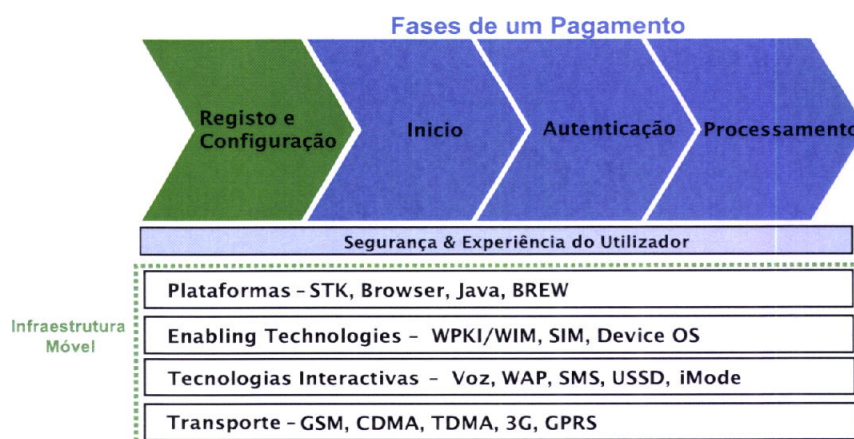 Fases de um Pagamento
Registo e
Configuração
Inicio
Autenticação
Processamento
Segurança & Experiência do Utilizador
Infraestrutura
Móvel
Plataformas – STK, Browser, Java, BREW
Enabling Technologies – WPKI/WIM, SIM, Device OS
Tecnologias Interactivas – Voz, WAP, SMS, USSD, iMode
Transporte – GSM, CDMA, TDMA, 3G, GPRS